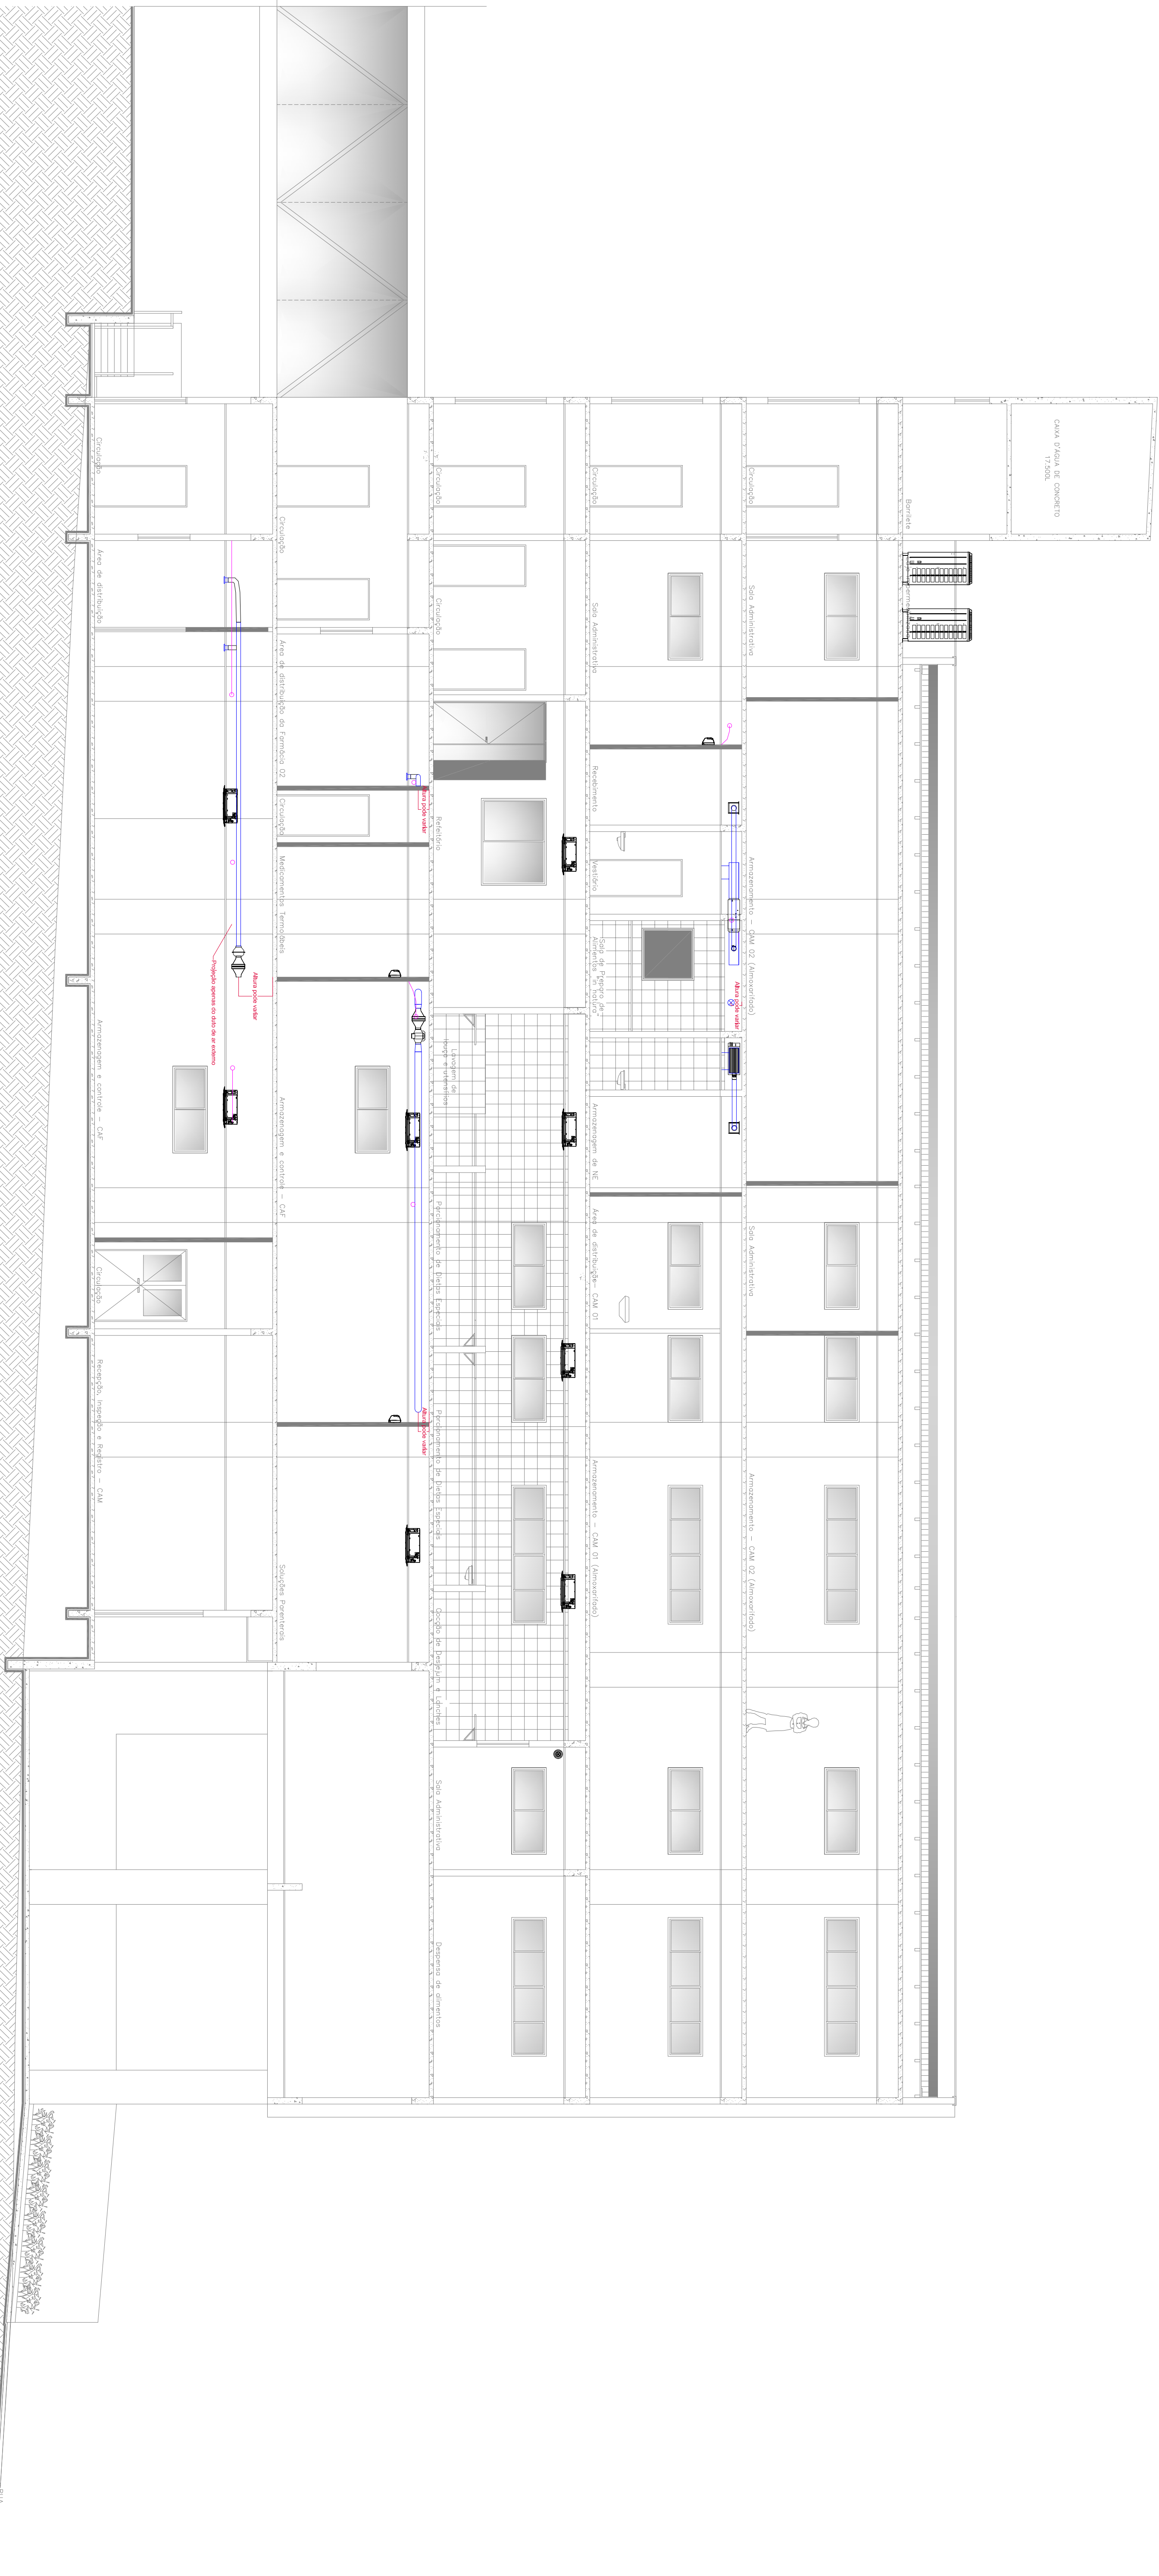 CAIXA D'ÁGUA DE CONCRETO
17.500L
Barrilete
Circulação
Sala Administrativa
Armazenamento - CAM 02 (Almoxarifado)
Sala Administrativa
Armazenamento - CAM 02 (Almoxarifado)
Altura pode variar
Circulação
Sala Administrativa
Recebimento
Vestiário
Sala de Preparo de
Alimentos "in natura"
Armazenagem de NE
Área de distribuição- CAM 01
Armazenamento - CAM 01 (Almoxarifado)
Circulação
Circulação
Refeitório
Lavagem de
louça e utensílios
Porcionamento de Dietas Especiais
Porcionamento de Dietas Especiais
Cocção de Desjejum e Lanches
Sala Administrativa
Despensa de alimentos
Altura pode variar
Altura pode variar
Circulação
Área de distribuição da Farmácia 02
Circulação
Medicamentos Termolábeis
Armazenagem e controle - CAF
Soluções Parenterais
Altura pode variar
Projeção apenas do duto de ar externo
Circulação
Área de distribuição
Armazenagem e controle - CAF
Circulação
Recepção, Inspeção e Registro - CAM